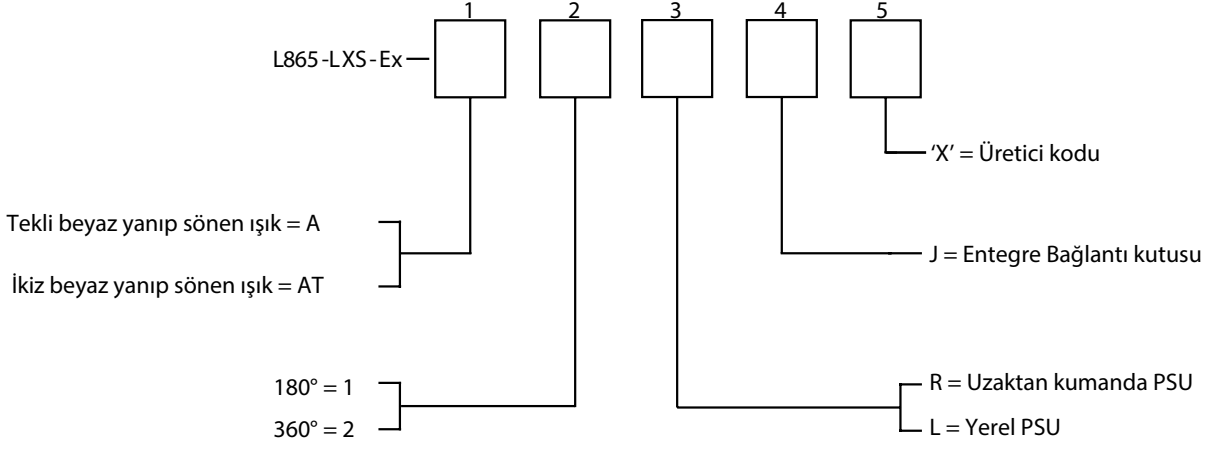 1 2 3 4 5
L865-LXS-Ex
‘X’ = Üretici kodu
Tekli beyaz yanıp sönen ışık = A
J = Entegre Bağlantı kutusu
İkiz beyaz yanıp sönen ışık = AT
180° = 1
R = Uzaktan kumanda PSU
360° = 2
L = Yerel PSU